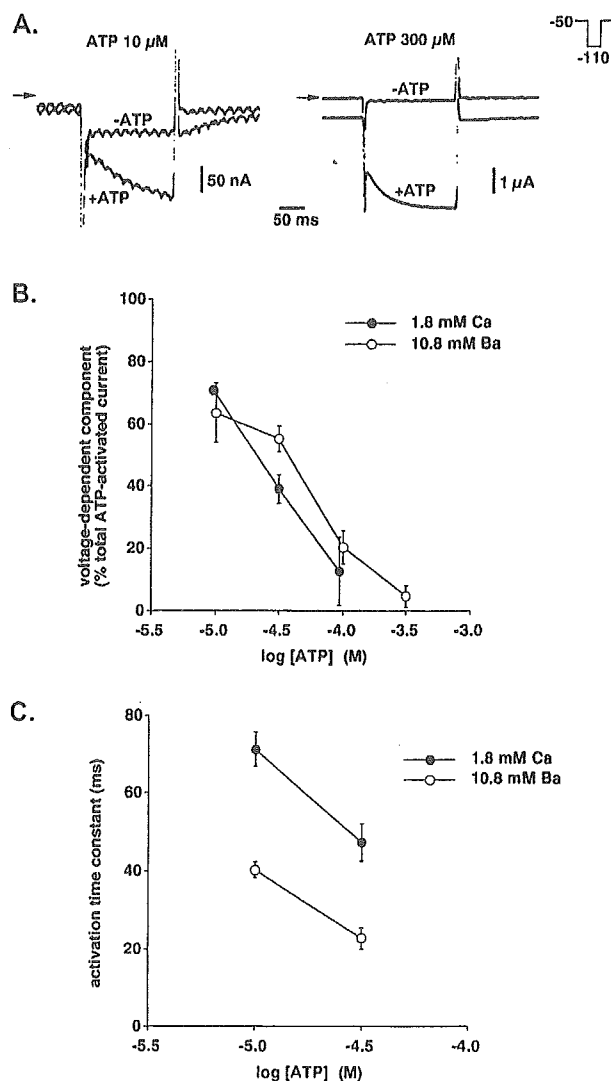 A.
ATP 10 µM
ATP 300 µM
-50
-110
-ATP
+ATP
50 nA
50 ms
-ATP
+ATP
1 µA
B.
voltage-dependent component
(% total ATP-activated current)
100
80
60
40
20
0
1.8 mM Ca
10.8 mM Ba
-5.5
-5.0
-4.5
-4.0
-3.5
-3.0
log [ATP] (M)
C.
activation time constant (ms)
80
60
40
20
0
1.8 mM Ca
10.8 mM Ba
-5.5
-5.0
-4.5
-4.0
log [ATP] (M)